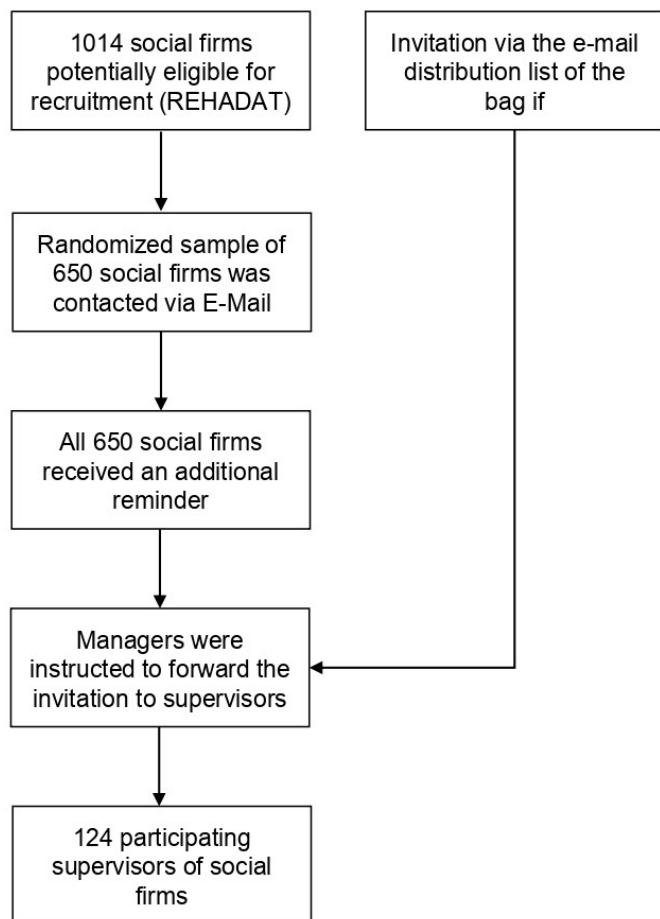 1014 social firms
potentially eligible for
recruitment (REHADAT)
Invitation via the e-mail
distribution list of the
bag if
Randomized sample of
650 social firms was
contacted via E-Mail
All 650 social firms
received an additional
reminder
Managers were
instructed to forward the
invitation to supervisors
124 participating
supervisors of social
firms